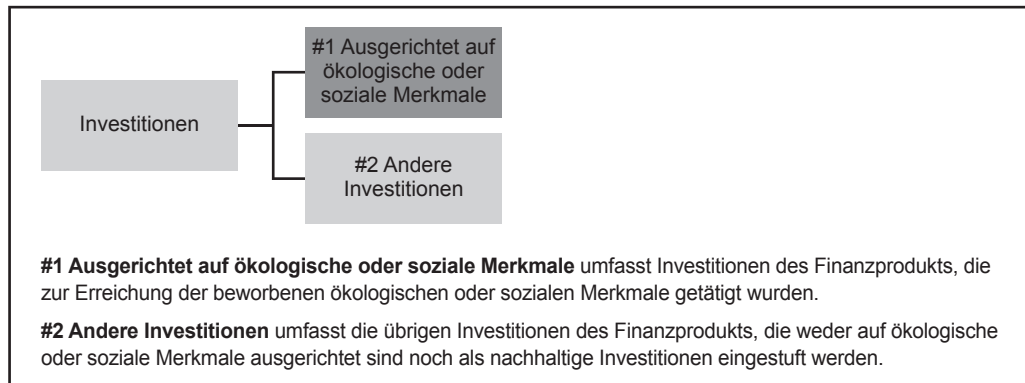 #1 Ausgerichtet auf
ökologische oder
soziale Merkmale
Investitionen
#2 Andere
Investitionen
#1 Ausgerichtet auf ökologische oder soziale Merkmale umfasst Investitionen des Finanzprodukts, die
zur Erreichung der beworbenen ökologischen oder sozialen Merkmale getätigt wurden.
#2 Andere Investitionen umfasst die übrigen Investitionen des Finanzprodukts, die weder auf ökologische
oder soziale Merkmale ausgerichtet sind noch als nachhaltige Investitionen eingestuft werden.